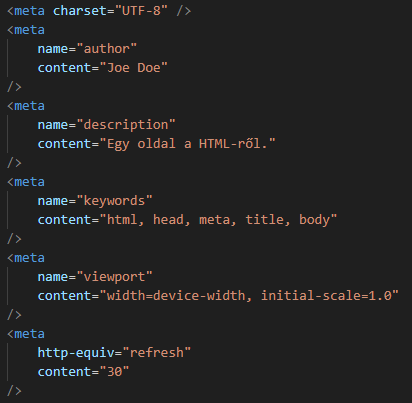 <meta charset="UTF-8" />
<meta
name="author"
content="Joe Doe"
/>
<meta
name="description"
content="Egy oldal a HTML-ről."
/>
<meta
name="keywords"
content="html, head, meta, title, body"
/>
<meta
name="viewport"
content="width=device-width, initial-scale=1.0"
/>
<meta
http-equiv="refresh"
content="30"
/>